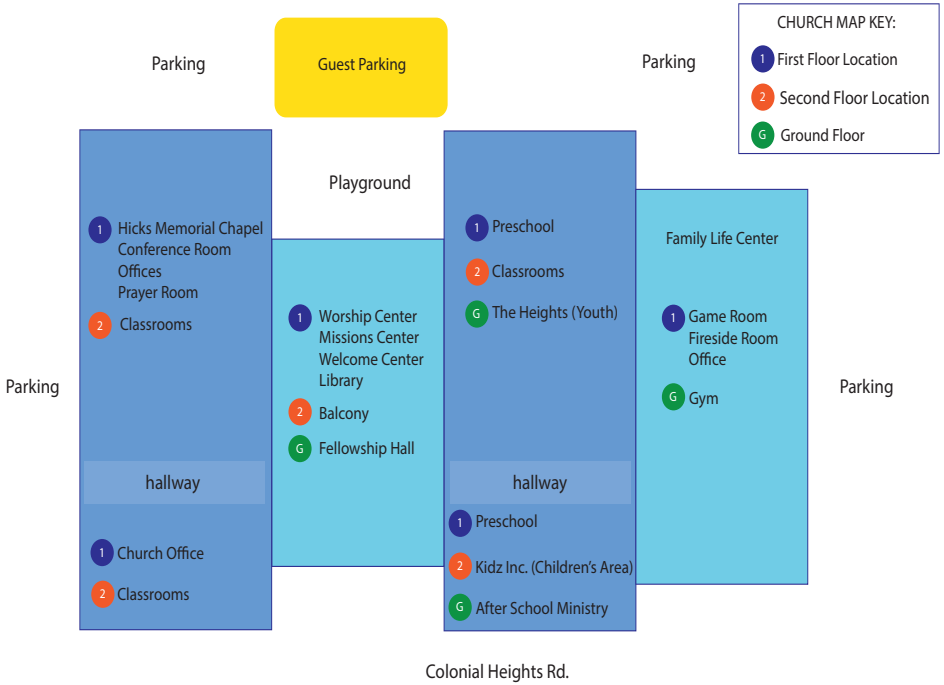 CHURCH MAP KEY:
1 First Floor Location
2 Second Floor Location
G Ground Floor
Parking
Guest Parking
Parking
Playground
1 Hicks Memorial Chapel
Conference Room
Offices
Prayer Room
2 Classrooms
hallway
1 Church Office
2 Classrooms
1 Worship Center
Missions Center
Welcome Center
Library
2 Balcony
G Fellowship Hall
1 Preschool
2 Classrooms
G The Heights (Youth)
hallway
1 Preschool
2 Kidz Inc. (Children's Area)
G After School Ministry
Family Life Center
1 Game Room
Fireside Room
Office
G Gym
Parking
Parking
Colonial Heights Rd.